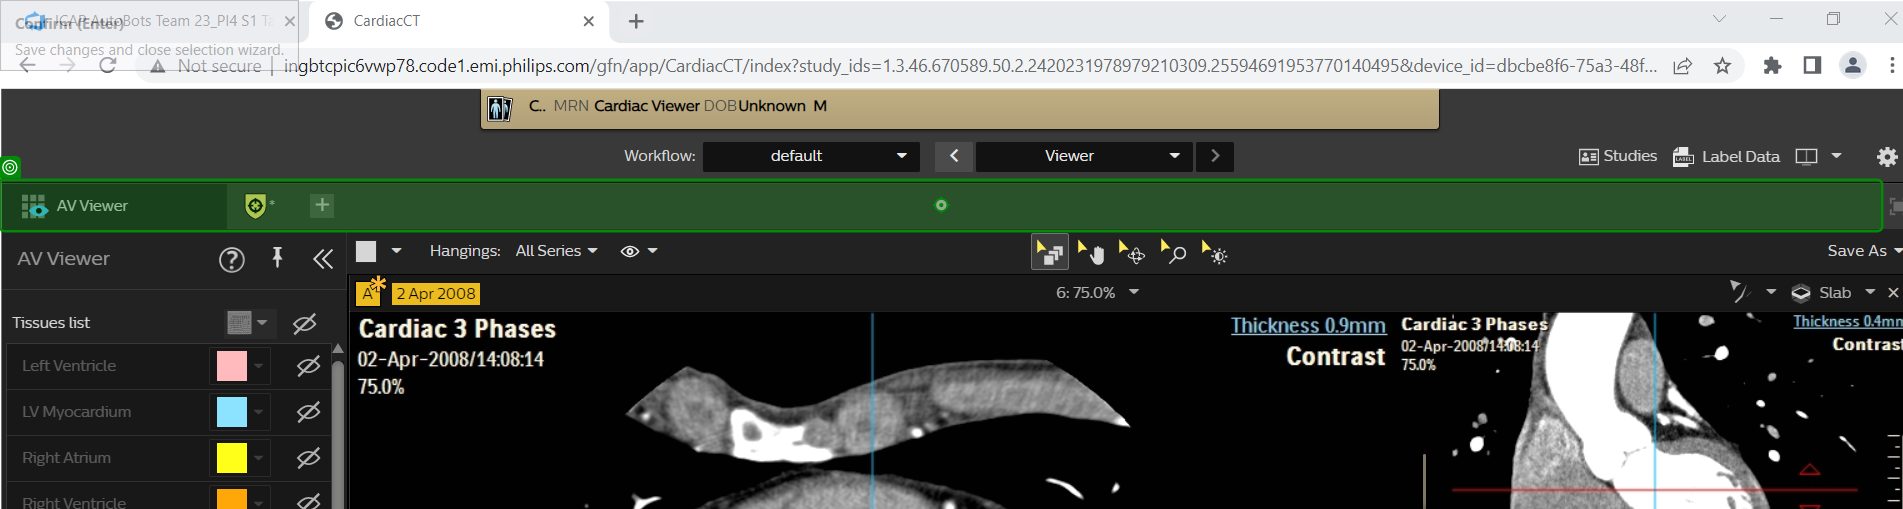 ICAP AutoBots Team 23_PI4 S1 Ta
CardiacCT
Confirm (Enter)
Save changes and close selection wizard.
Not secure
ingbtcpic6vwp78.code1.emi.philips.com/gfn/app/CardiacCT/index?study_ids=1.3.46.670589.50.2.2420231978979210309.25594691953770140495&device_id=dbcbe8f6-75a3-48f...
C.. MRN Cardiac Viewer DOBUnknown M
Workflow: default Viewer Studies Label Data
AV Viewer *
AV Viewer Hangings: All Series Save As
A* 2 Apr 2008 6: 75.0% Slab
Tissues list
Left Ventricle
LV Myocardium
Right Atrium
Right Ventricle
Cardiac 3 Phases
02-Apr-2008/14:08:14
75.0%
Thickness 0.9mm
Contrast
Cardiac 3 Phases
02-Apr-2008/14:08:14
75.0%
Thickness 0.4mm
Contrast